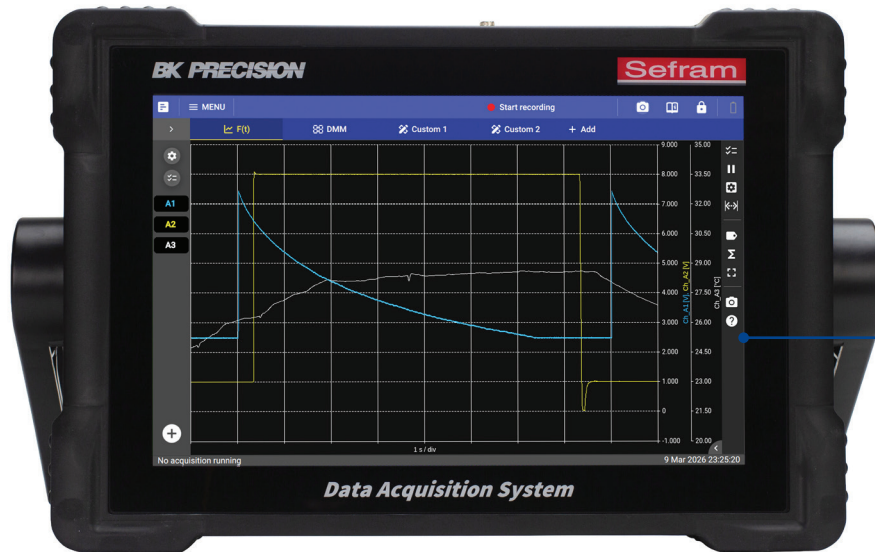 BK PRECISION
Sefram
MENU
Start recording
F(t)
DMM
Custom 1
Custom 2
+ Add
A1
A2
A3
9.000
8.000
7.000
6.000
5.000
4.000
3.000
2.000
1.000
0
-1.000
Ch_A1 [V]
Ch_A2 [V]
35.00
33.50
32.00
30.50
29.00
27.50
26.00
24.50
23.00
21.50
20.00
Ch_A3 [°C]
1 s / div
No acquisition running
9 Mar 2026 23:25:20
Data Acquisition System